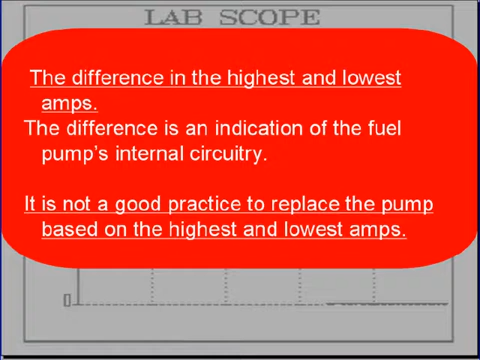 LAB SCOPE
The difference in the highest and lowest
amps.
The difference is an indication of the fuel
pump's internal circuitry.
It is not a good practice to replace the pump
based on the highest and lowest amps.
0